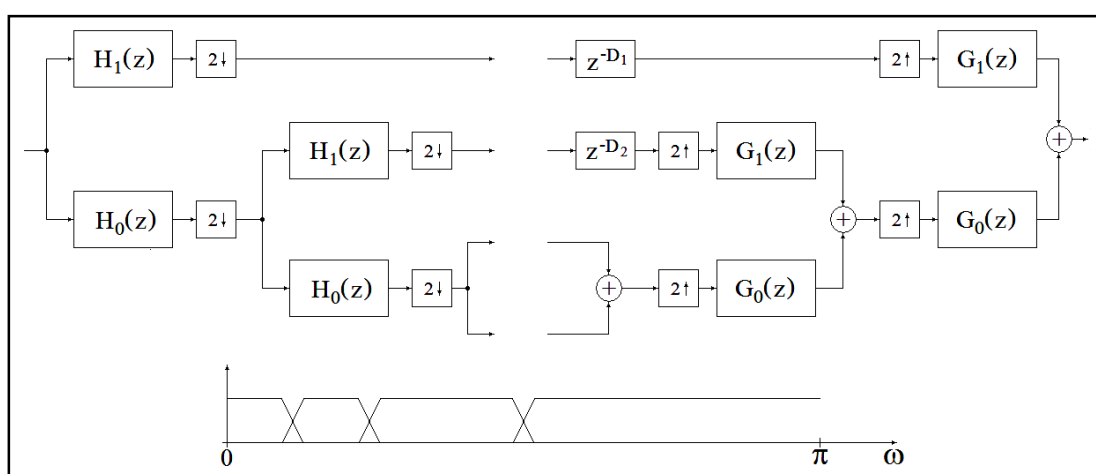 H₁(z) 2↓ z⁻ᴰ¹ 2↑ G₁(z)
H₁(z) 2↓ z⁻ᴰ² 2↑ G₁(z)
+
H₀(z) 2↓ + 2↑ G₀(z)
H₀(z) 2↓ + 2↑ G₀(z)
0 π ω